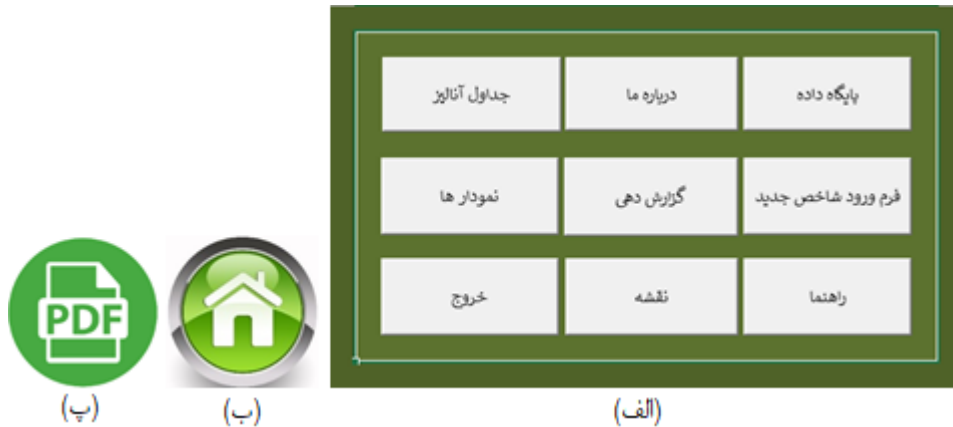 پایگاه داده
درباره ما
جداول آنالیز
فرم ورود شاخص جدید
گزارش دهی
نمودار ها
راهنما
نقشه
خروج
PDF
(الف)
(ب)
(پ)